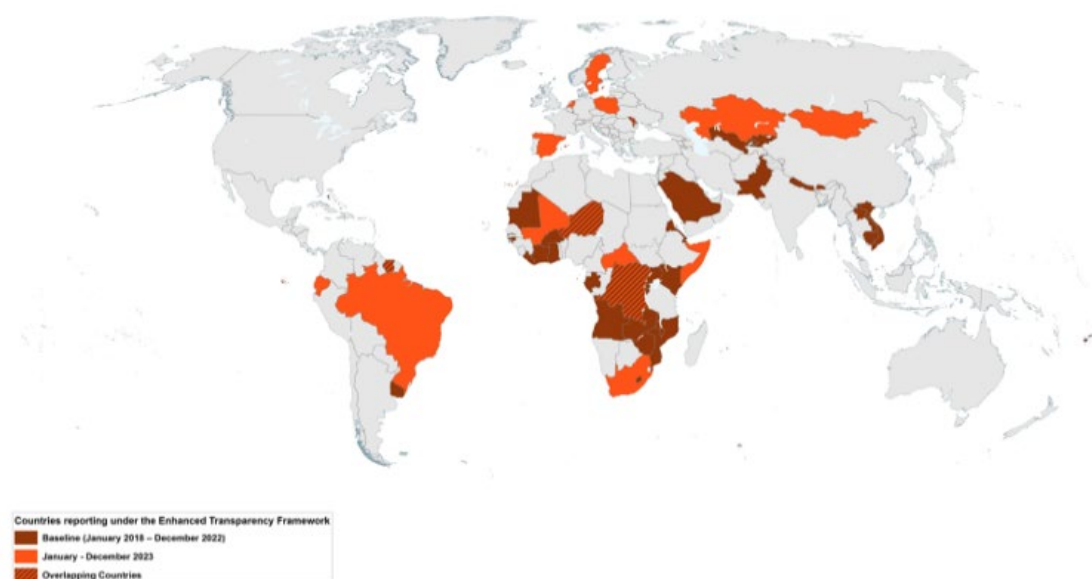 Countries reporting under the Enhanced Transparency Framework
Baseline (January 2018 – December 2022)
January - December 2023
Overlapping Countries